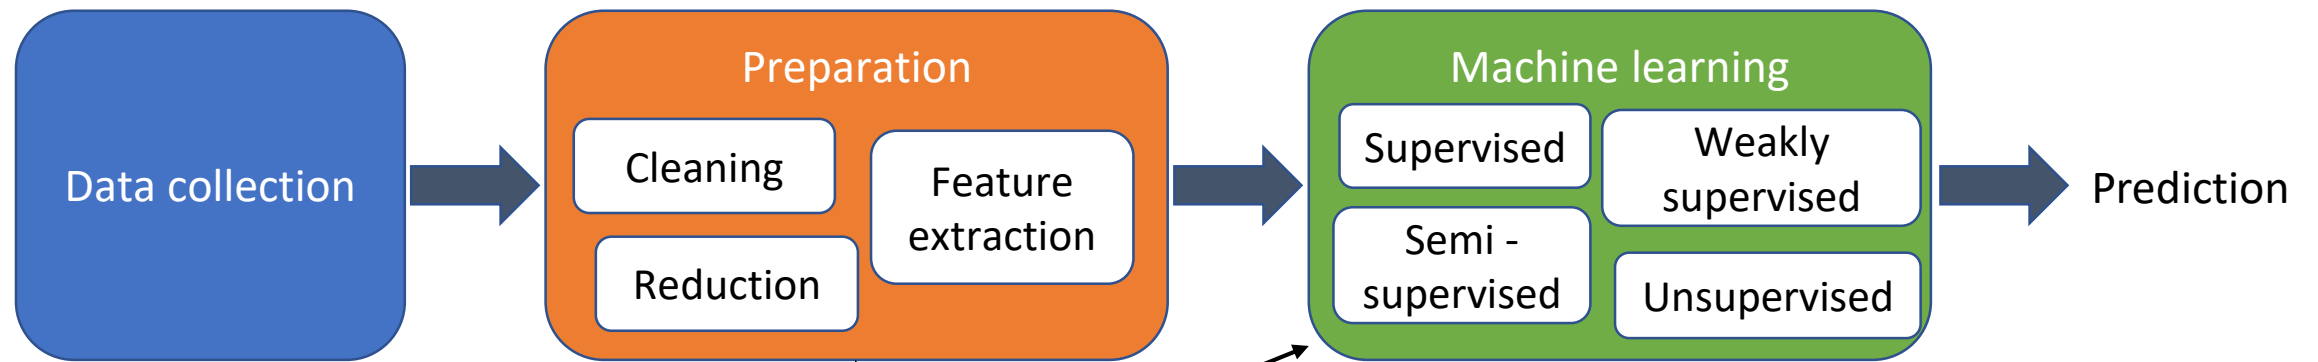 Data collection
Preparation
Cleaning
Reduction
Feature
extraction
Machine learning
Supervised
Weakly
supervised
Semi -
supervised
Unsupervised
Prediction